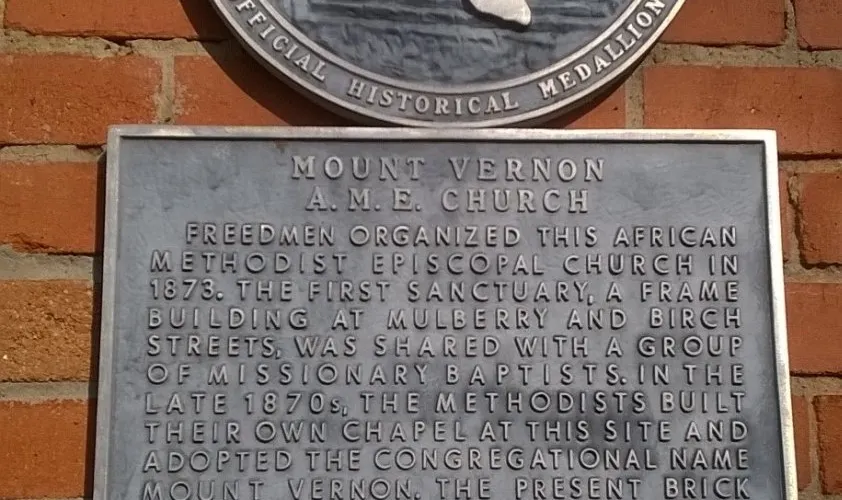 OFFICIAL HISTORICAL MEDALLION
MOUNT VERNON
A. M. E. CHURCH
FREEDMEN ORGANIZED THIS AFRICAN
METHODIST EPISCOPAL CHURCH IN
1873. THE FIRST SANCTUARY, A FRAME
BUILDING AT MULBERRY AND BIRCH
STREETS, WAS SHARED WITH A GROUP
OF MISSIONARY BAPTISTS. IN THE
LATE 1870s, THE METHODISTS BUILT
THEIR OWN CHAPEL AT THIS SITE AND
ADOPTED THE CONGREGATIONAL NAME
MOUNT VERNON. THE PRESENT BRICK